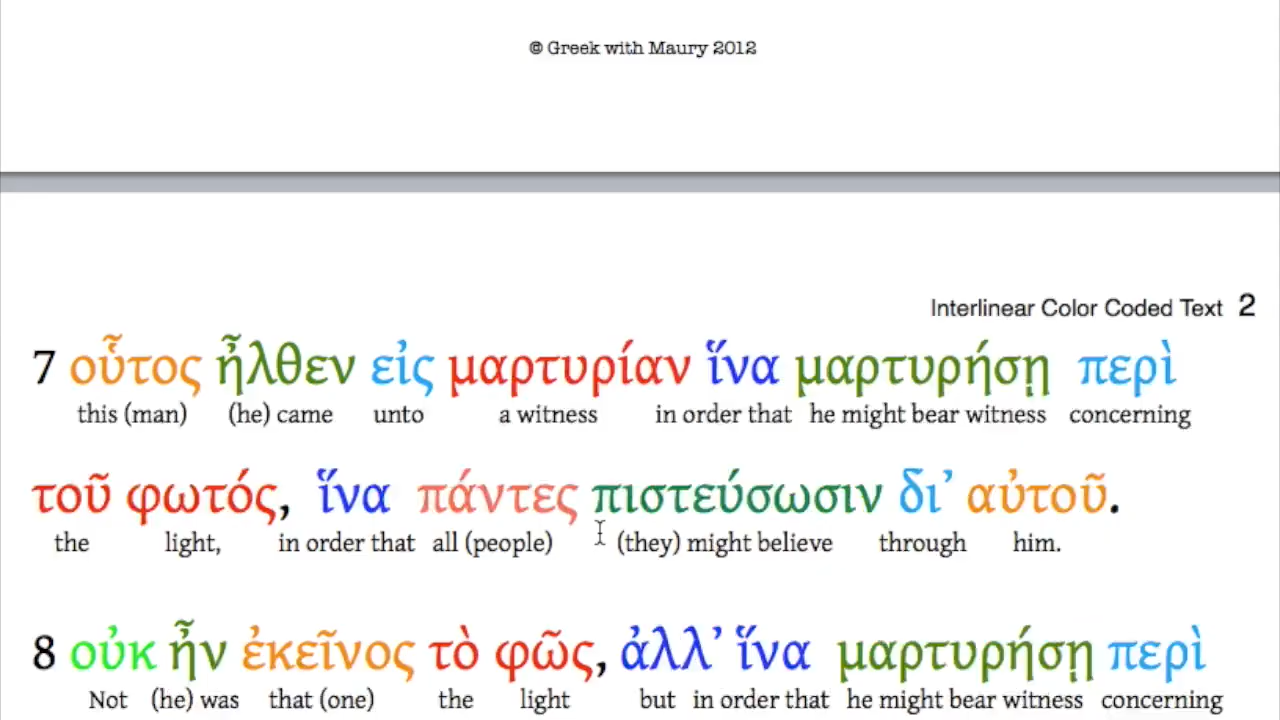 @ Greek with Maury 2012
Interlinear Color Coded Text 2
7 οὗτος ἦλθεν εἰς μαρτυρίαν ἵνα μαρτυρήσῃ περὶ
this (man) (he) came unto a witness in order that he might bear witness concerning
τοῦ φωτός, ἵνα πάντες πιστεύσωσιν δι’ αὐτοῦ.
the light, in order that all (people) (they) might believe through him.
8 οὐκ ἦν ἐκεῖνος τὸ φῶς, ἀλλ’ ἵνα μαρτυρήσῃ περὶ
Not (he) was that (one) the light but in order that he might bear witness concerning